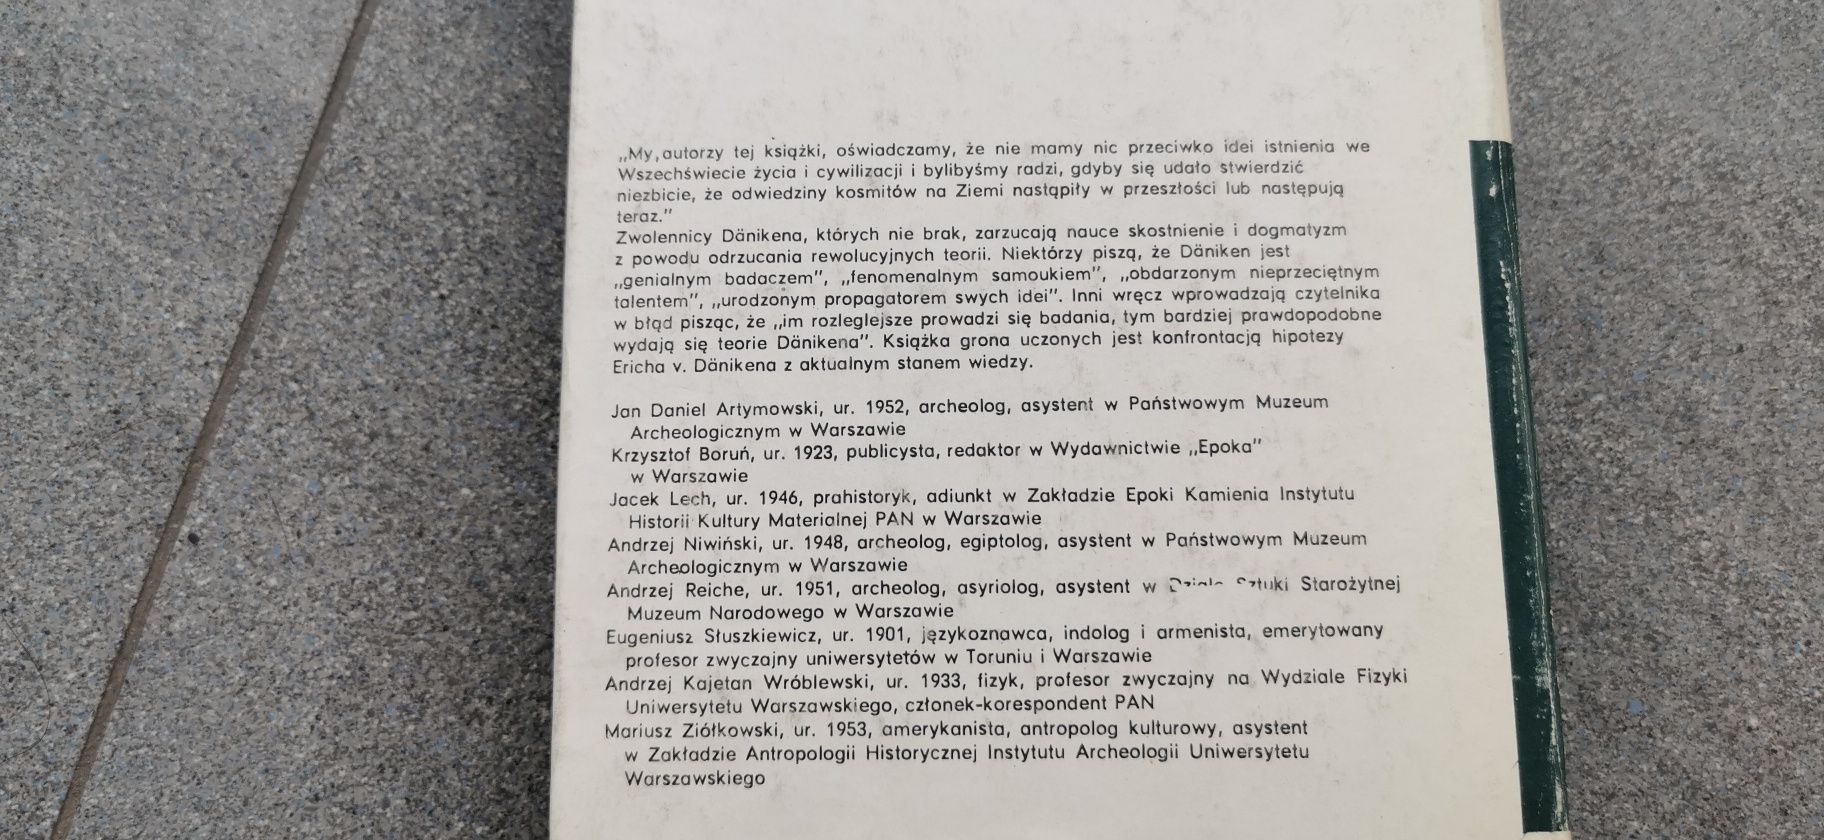 „My, autorzy tej książki, oświadczamy, że nie mamy nic przeciwko idei istnienia we
Wszechświecie życia i cywilizacji i bylibyśmy radzi, gdyby się udało stwierdzić
niezbicie, że odwiedziny kosmitów na Ziemi nastąpiły w przeszłości lub następują
teraz."
Zwolennicy Dänikena, których nie brak, zarzucają nauce skostnienie i dogmatyzm
z powodu odrzucania rewolucyjnych teorii. Niektórzy piszą, że Däniken jest
„genialnym badaczem", „fenomenalnym samoukiem", „obdarzonym nieprzeciętnym
talentem", „urodzonym propagatorem swych idei". Inni wręcz wprowadzają czytelnika
w błąd pisząc, że „im rozleglejsze prowadzi się badania, tym bardziej prawdopodobne
wydają się teorie Dänikena". Książka grona uczonych jest konfrontacją hipotezy
Ericha v. Dänikena z aktualnym stanem wiedzy.
Jan Daniel Artymowski, ur. 1952, archeolog, asystent w Państwowym Muzeum
Archeologicznym w Warszawie
Krzysztof Boruń, ur. 1923, publicysta, redaktor w Wydawnictwie „Epoka"
w Warszawie
Jacek Lech, ur. 1946, prahistoryk, adiunkt w Zakładzie Epoki Kamienia Instytutu
Historii Kultury Materialnej PAN w Warszawie
Andrzej Niwiński, ur. 1948, archeolog, egiptolog, asystent w Państwowym Muzeum
Archeologicznym w Warszawie
Andrzej Reiche, ur. 1951, archeolog, asyriolog, asystent w Dziale Sztuki Starożytnej
Muzeum Narodowego w Warszawie
Eugeniusz Słuszkiewicz, ur. 1901, językoznawca, indolog i armenista, emerytowany
profesor zwyczajny uniwersytetów w Toruniu i Warszawie
Andrzej Kajetan Wróblewski, ur. 1933, fizyk, profesor zwyczajny na Wydziale Fizyki
Uniwersytetu Warszawskiego, członek-korespondent PAN
Mariusz Ziółkowski, ur. 1953, amerykanista, antropolog kulturowy, asystent
w Zakładzie Antropologii Historycznej Instytutu Archeologii Uniwersytetu
Warszawskiego